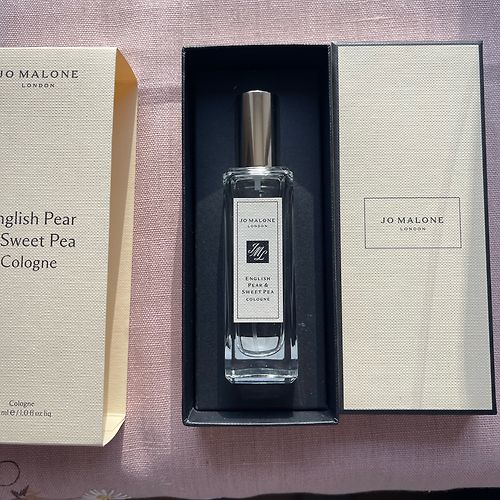 JO MALONE
LONDON
nglish Pear
Sweet Pea
Cologne
Cologne
ml e / 1.0 fl oz liq
JO MALONE
LONDON
JML
ENGLISH
PEAR &
SWEET PEA
COLOGNE
JO MALONE
LONDON